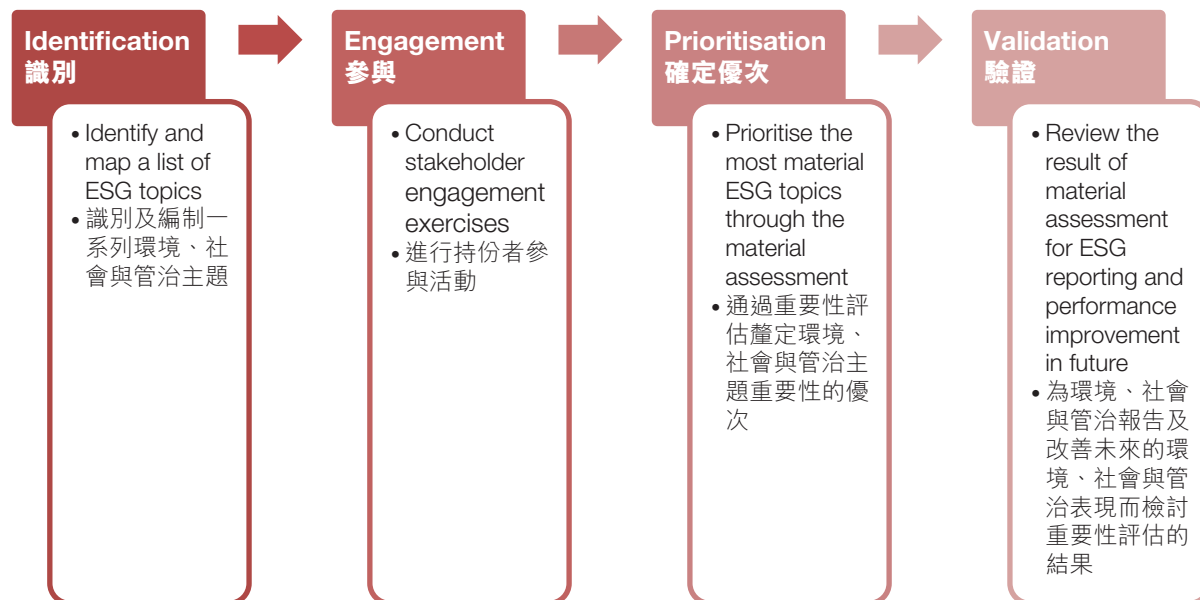 Identification
識別
• Identify and
map a list of
ESG topics
• 識別及編制一
系列環境、社
會與管治主題
Engagement
參與
• Conduct
stakeholder
engagement
exercises
• 進行持份者參
與活動
Prioritisation
確定優次
• Prioritise the
most material
ESG topics
through the
material
assessment
• 通過重要性評
估釐定環境、
社會與管治主
題重要性的優
次
Validation
驗證
• Review the
result of
material
assessment
for ESG
reporting and
performance
improvement
in future
• 為環境、社會
與管治報告及
改善未來的環
境、社會與管
治表現而檢討
重要性評估的
結果